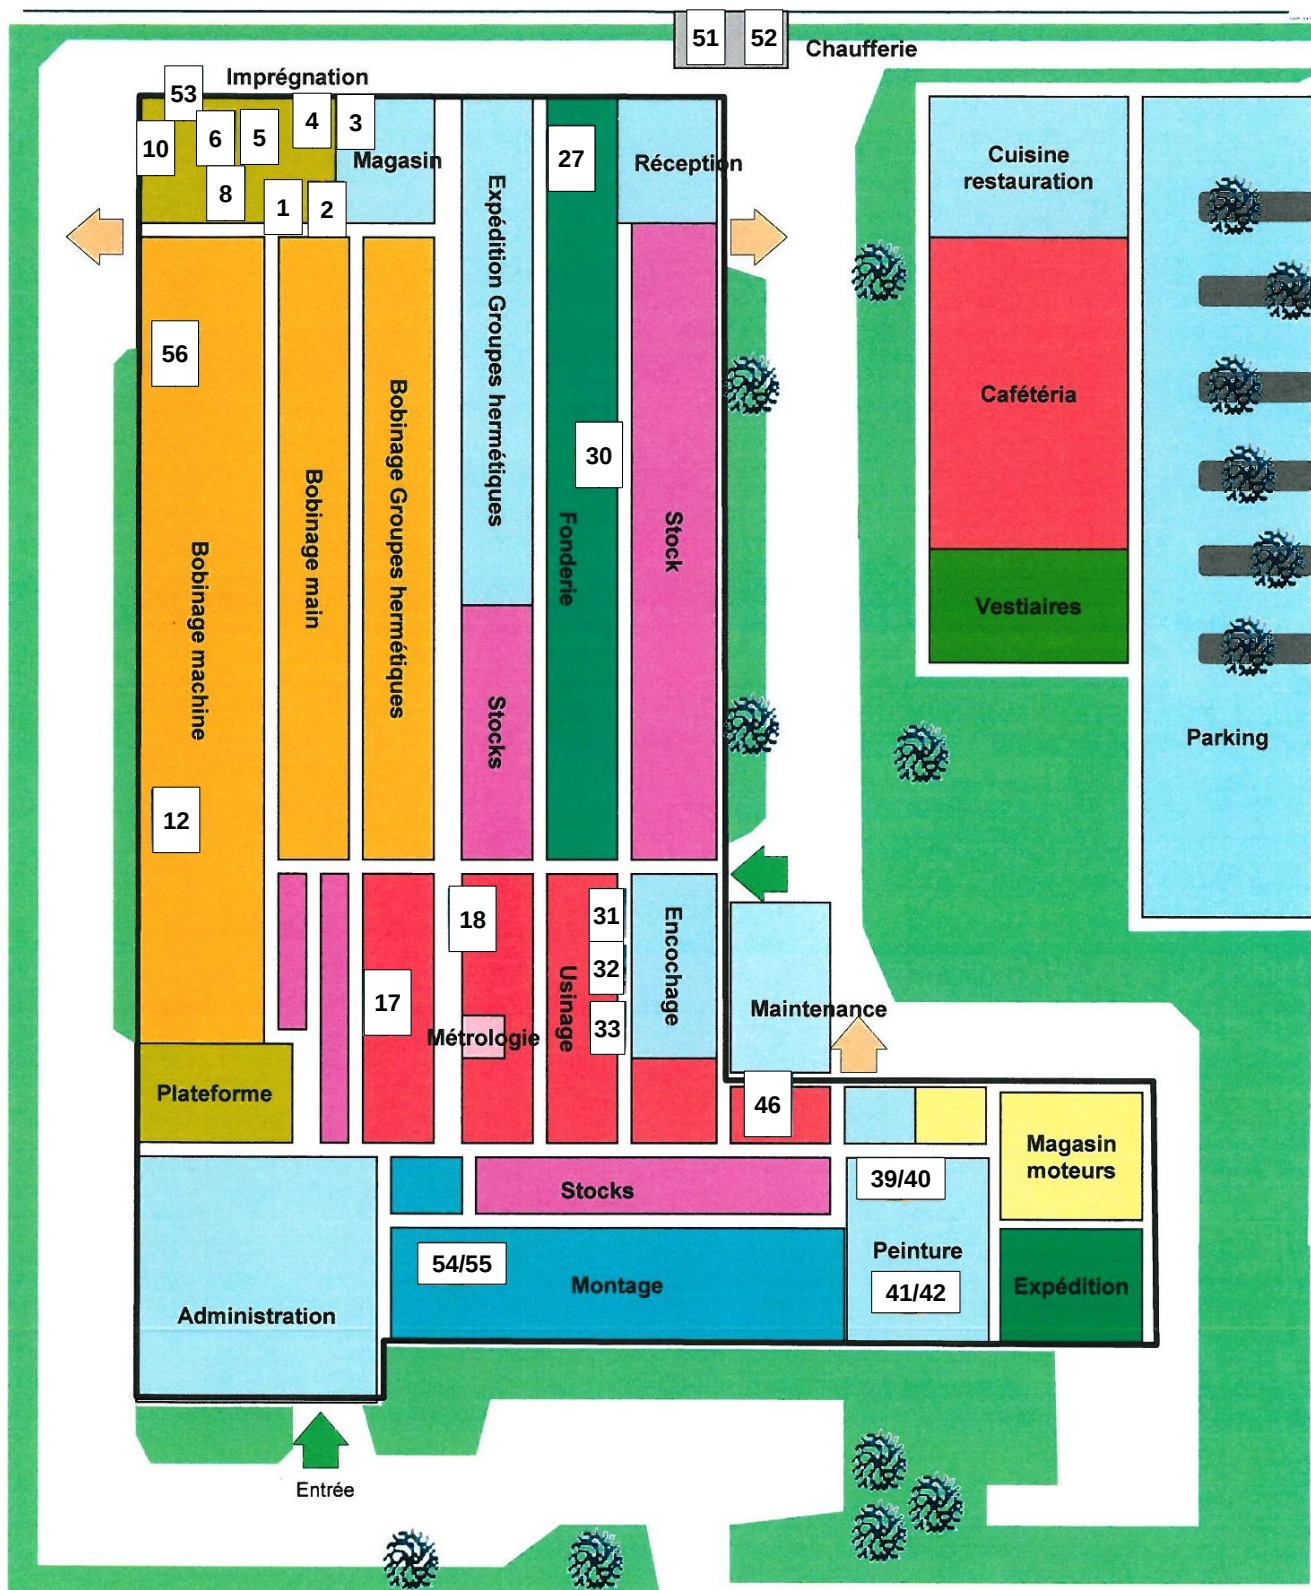 51
52
Chaufferie
Imprégnation
53
4
3
10
6
5
27
Magasin
Réception
Cuisine
restauration
8
1
2
Expédition Groupes hermétiques
56
Cafétéria
Bobinage Groupes hermétiques
30
Bobinage main
Stock
Fonderie
Bobinage machine
Vestiaires
Stocks
Parking
12
18
31
Encochage
32
Usinage
17
33
Métrologie
Maintenance
Plateforme
46
Magasin
moteurs
39/40
Stocks
Peinture
54/55
Montage
41/42
Expédition
Administration
Entrée